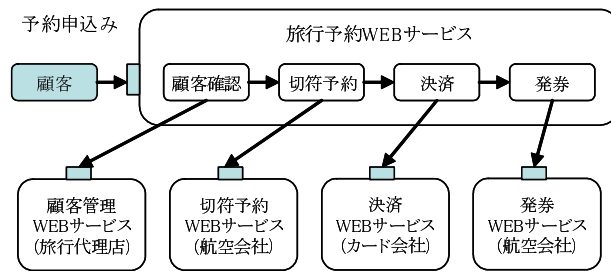 予約申込み
旅行予約WEBサービス
顧客
顧客確認
切符予約
決済
発券
顧客管理
WEBサービス
(旅行代理店)
切符予約
WEBサービス
(航空会社)
決済
WEBサービス
(カード会社)
発券
WEBサービス
(航空会社)